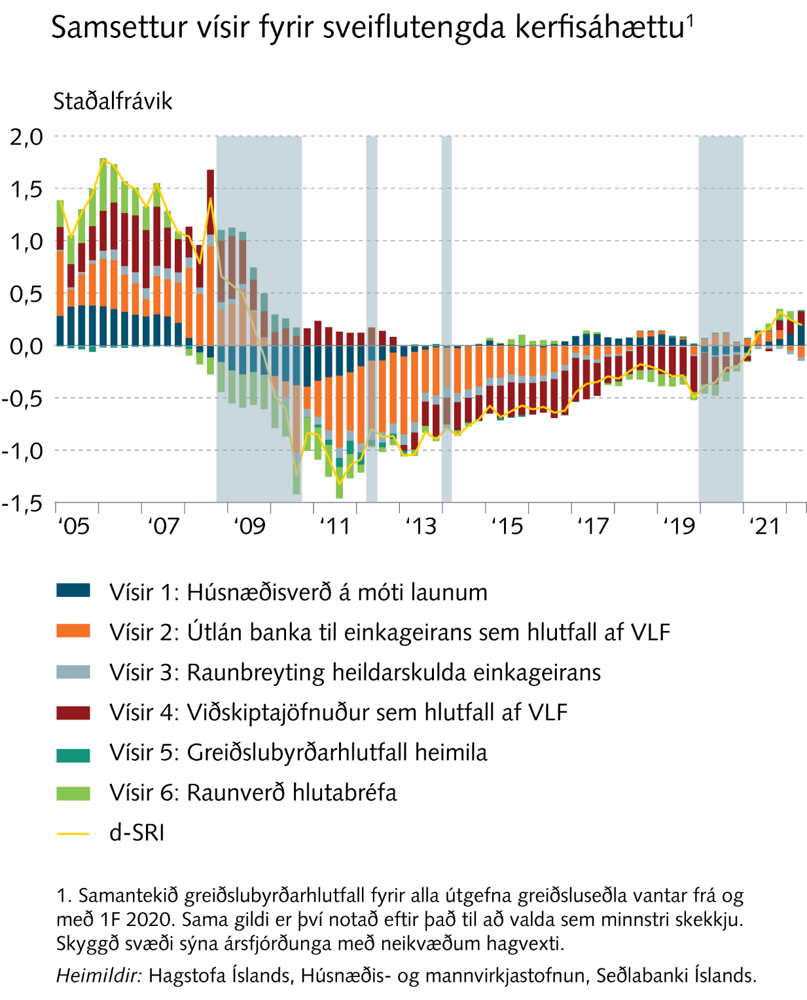 Samsettur vísir fyrir sveiflutengda kerfisáhættu¹
Staðalfrávik
2,0
1,5
1,0
0,5
0,0
-0,5
-1,0
-1,5
‘05 ‘07 ‘09 ‘11 ‘13 ‘15 ‘17 ‘19 ‘21
Vísir 1: Húsnæðisverð á móti launum
Vísir 2: Útlán banka til einkageirans sem hlutfall af VLF
Vísir 3: Raunbreyting heildarskulda einkageirans
Vísir 4: Viðskiptajöfnuður sem hlutfall af VLF
Vísir 5: Greiðslubyrðarhlutfall heimila
Vísir 6: Raunverð hlutabréfa
d-SRI
1. Samantekið greiðslubyrðarhlutfall fyrir alla útgefna greiðsluseðla vantar frá og
með 1F 2020. Sama gildi er því notað eftir það til að valda sem minnstri skekkju.
Skyggð svæði sýna ársfjórðunga með neikvæðum hagvexti.
Heimildir: Hagstofa Íslands, Húsnæðis- og mannvirkjastofnun, Seðlabanki Íslands.